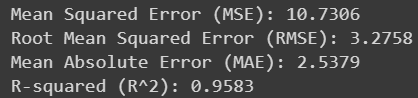 Mean Squared Error (MSE): 10.7306
Root Mean Squared Error (RMSE): 3.2758
Mean Absolute Error (MAE): 2.5379
R-squared (R^2): 0.9583